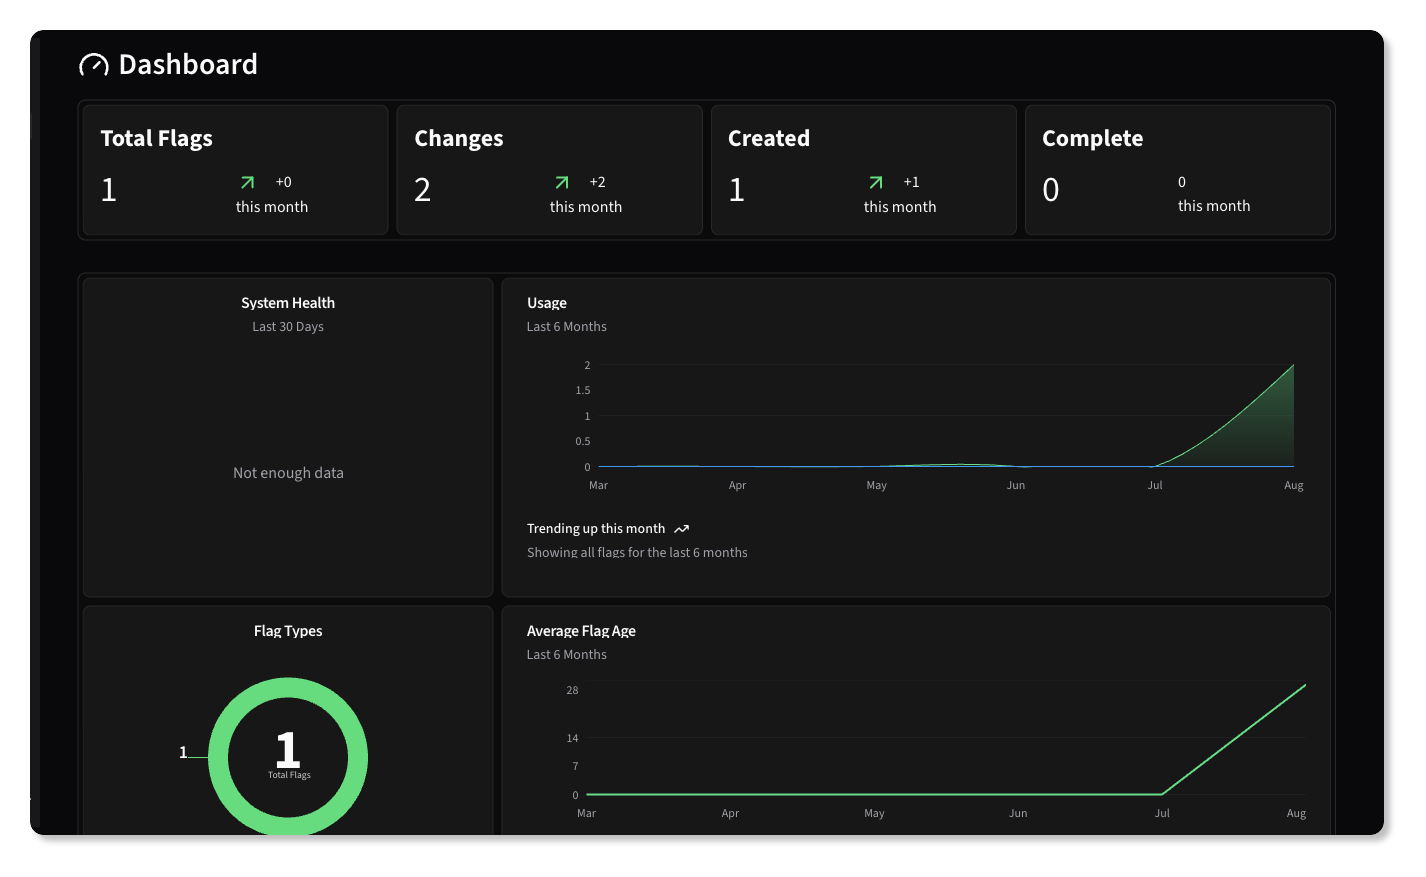 Dashboard
Total Flags
1
+0
this month
Changes
2
+2
this month
Created
1
+1
this month
Complete
0
0
this month
System Health
Last 30 Days
Not enough data
Usage
Last 6 Months
2
1.5
1
0.5
0
Mar Apr May Jun Jul Aug
Trending up this month
Showing all flags for the last 6 months
Flag Types
1
1
Total Flags
Average Flag Age
Last 6 Months
28
14
7
0
Mar Apr May Jun Jul Aug